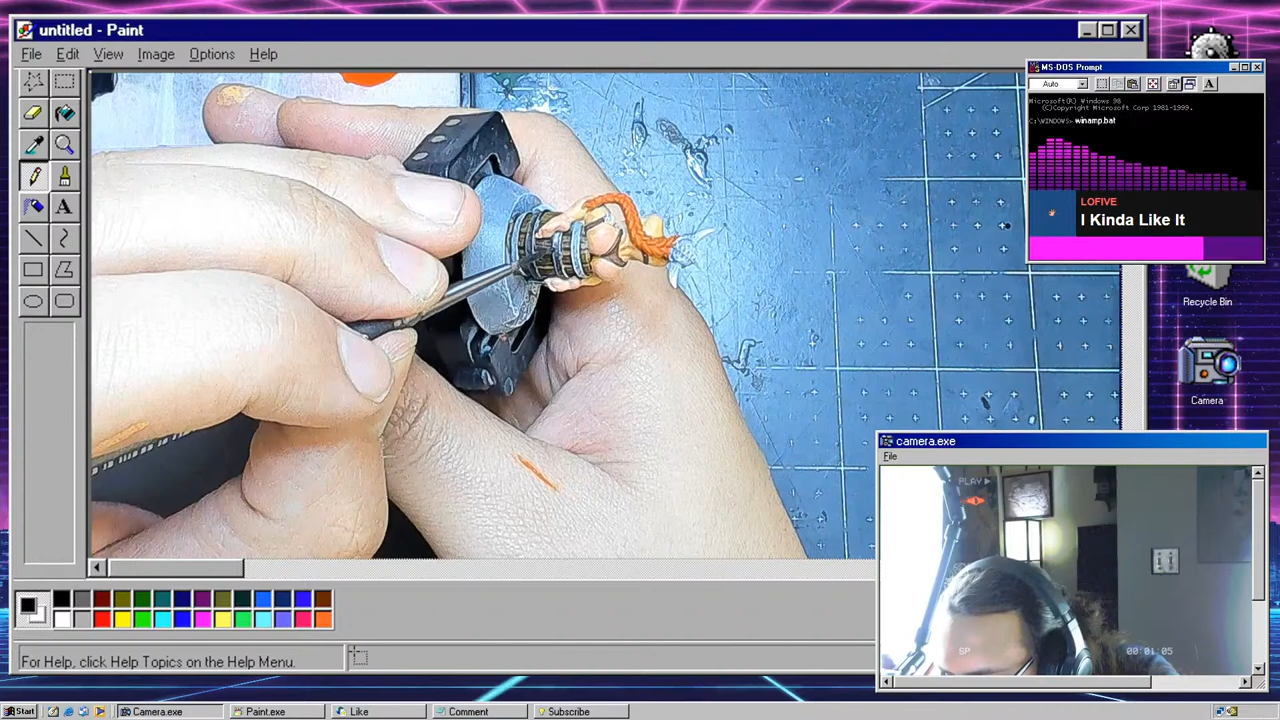 untitled - Paint
File Edit View Image Options Help
MS-DOS Prompt
Auto
A
Microsoft(R) Windows 98
(C)Copyright Microsoft Corp 1981-1999.
C:\WINDOWS> winamp.bat
LOFIVE
I Kinda Like It
Recycle Bin
Camera
A
camera.exe
File
PLAY
SP
00:01:05
For Help, click Help Topics on the Help Menu.
Start Camera.exe Paint.exe Like Comment Subscribe